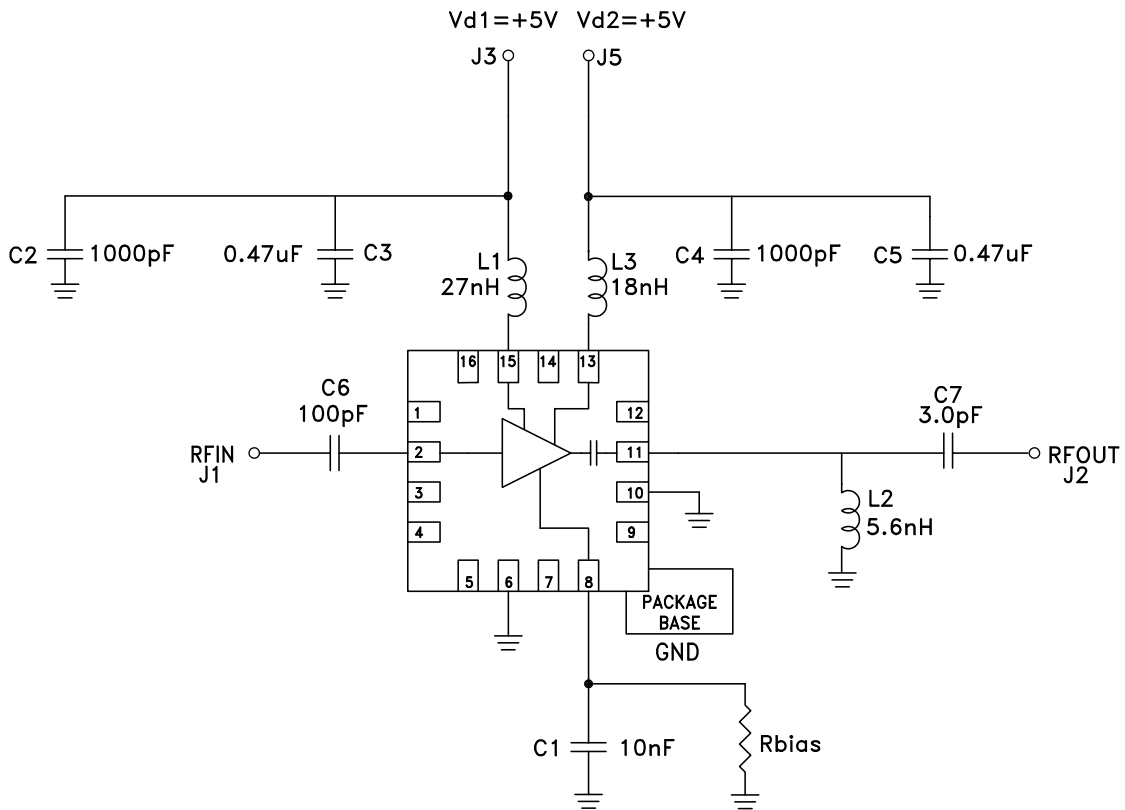 Vd1=+5V Vd2=+5V
J3 J5
C2 1000pF 0.47uF C3
L1
27nH
L3
18nH
C4 1000pF C5 0.47uF
16 15 14 13
C6
100pF
C7
3.0pF
1 12
RFIN
J1
2 11
RFOUT
J2
3 10
L2
5.6nH
4 9
5 6 7 8
PACKAGE
BASE
GND
C1 10nF Rbias